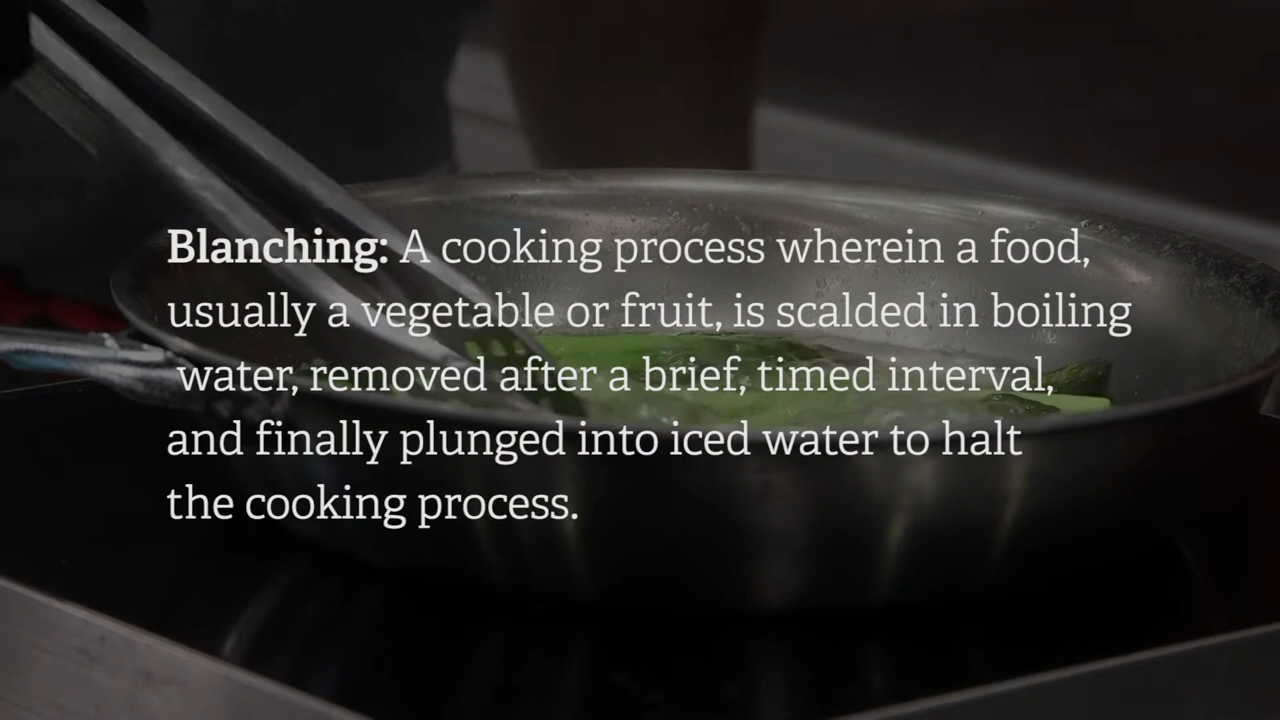 Blanching: A cooking process wherein a food,
usually a vegetable or fruit, is scalded in boiling
water, removed after a brief, timed interval,
and finally plunged into iced water to halt
the cooking process.